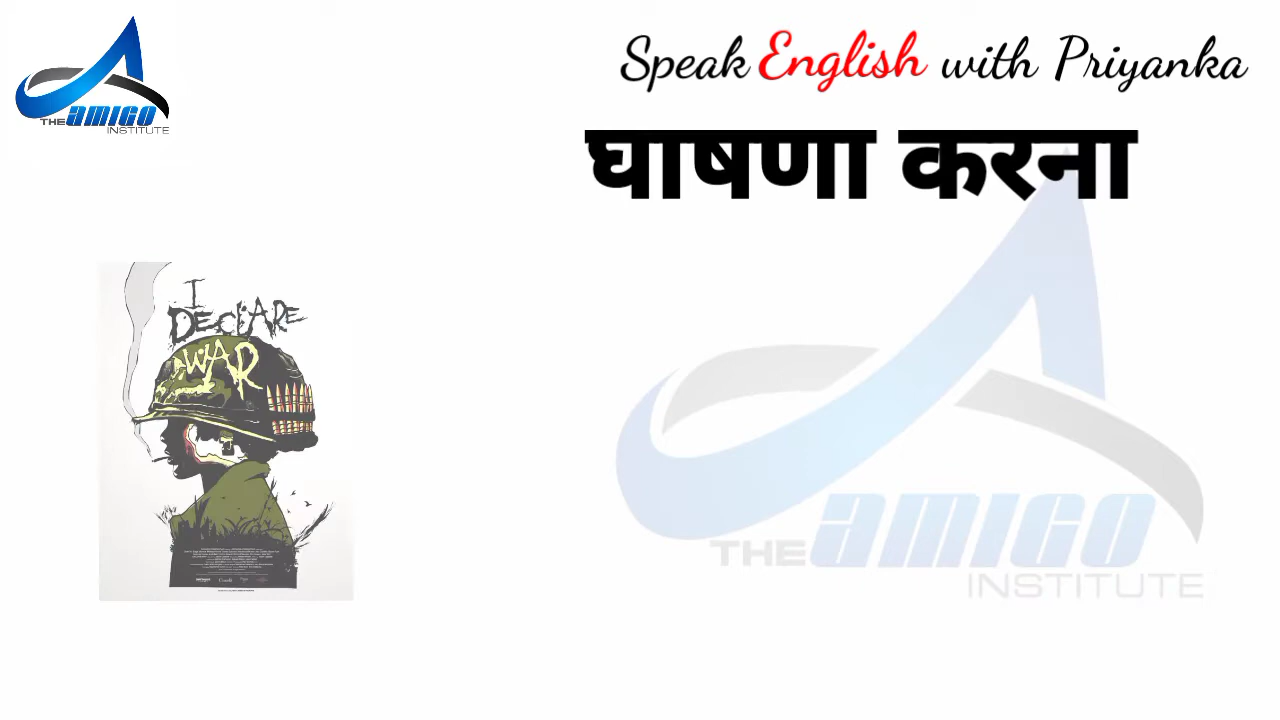 THE AMIGO
INSTITUTE
Speak English with Priyanka
घाषणा करना
I
DECLARE
WAR
THE AMIGO
INSTITUTE